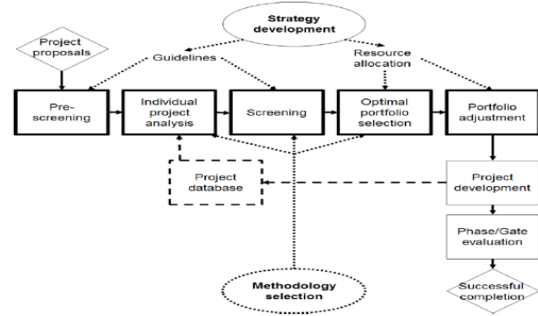 Strategy
development
Project
proposals
Guidelines
Resource
allocation
Pre-
screening
Individual
project
analysis
Screening
Optimal
portfolio
selection
Portfolio
adjustment
Project
database
Project
development
Phase/Gate
evaluation
Methodology
selection
Successful
completion